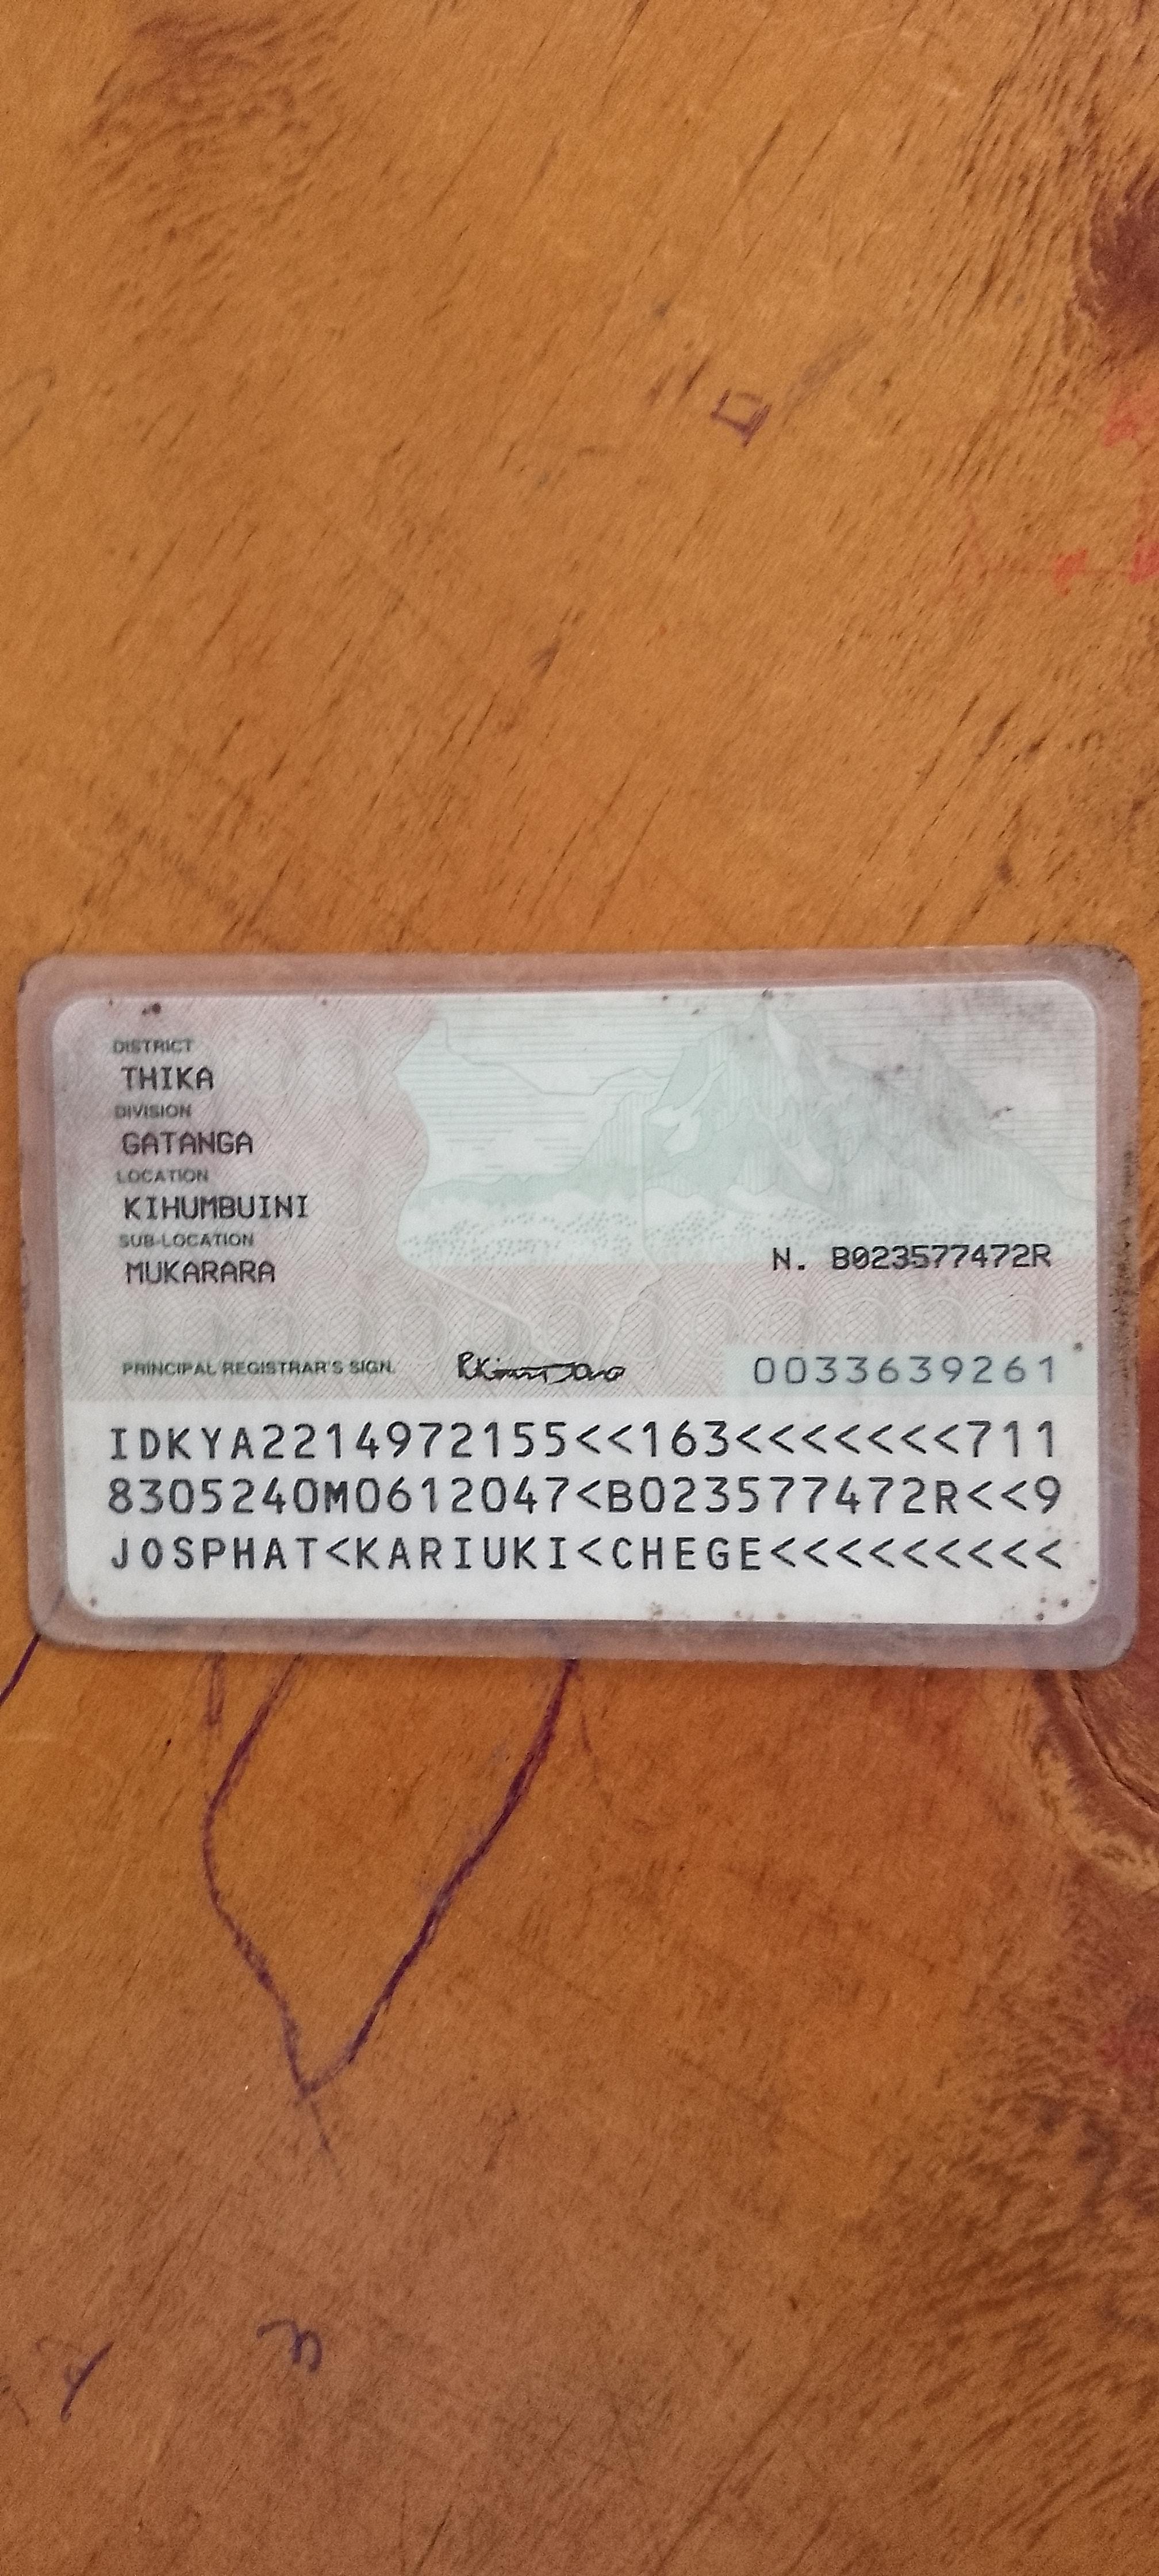 DISTRICT
THIKA
DIVISION
GATANGA
LOCATION
KIHUMBUINI
SUB-LOCATION
MUKARARA
N. B023577472R
PRINCIPAL REGISTRAR'S SIGN.
0033639261
IDKYA2214972155<<163<<<<<<<711
8305240M0612047<B023577472R<<9
JOSPHAT<KARIUKI<CHEGE<<<<<<<<<